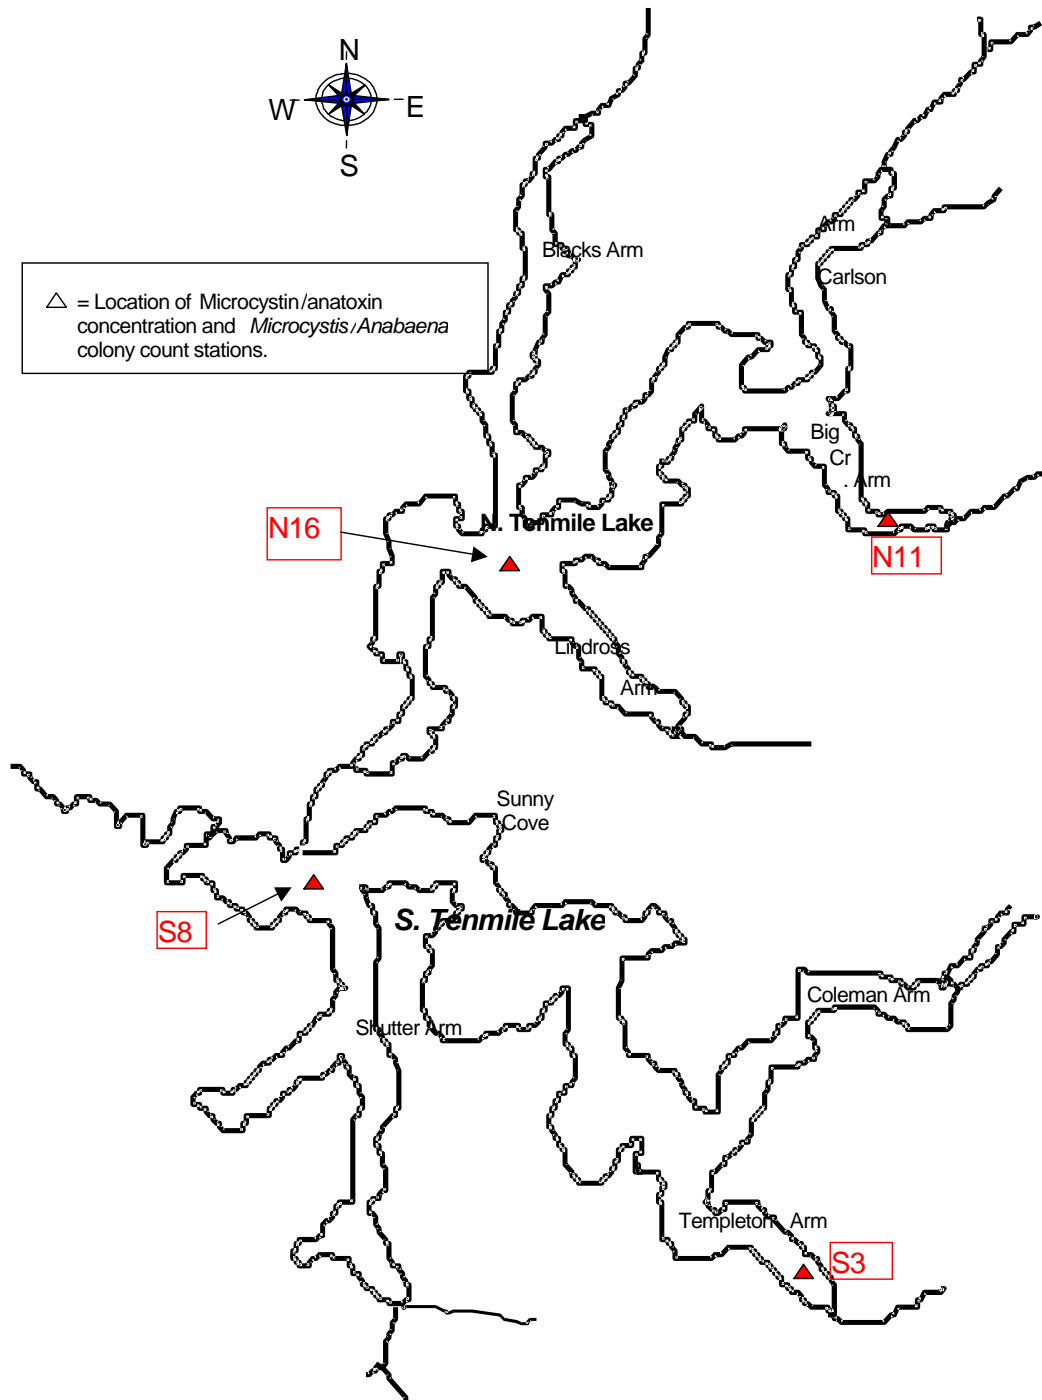 N
W
E
S
Arm
Blacks Arm
Carlson
= Location of Microcystin/anatoxin
concentration and Microcystis/Anabaena
colony count stations.
Big
Cr
. Arm
N16
N. Tenmile Lake
N11
Lindross
Arm
Sunny
Cove
S8
S. Tenmile Lake
Coleman Arm
Shutter Arm
Templeton Arm
S3